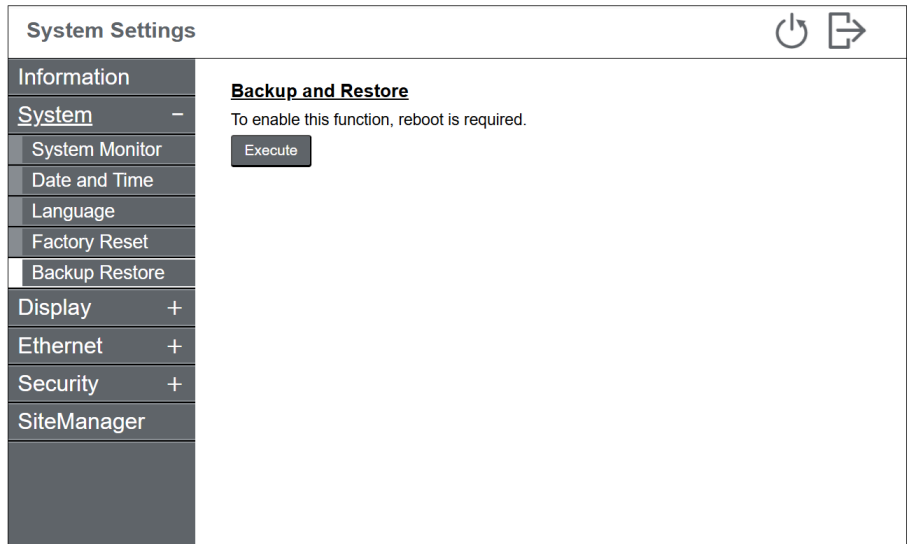 System Settings
Information
System −
System Monitor
Date and Time
Language
Factory Reset
Backup Restore
Display +
Ethernet +
Security +
SiteManager
Backup and Restore
To enable this function, reboot is required.
Execute